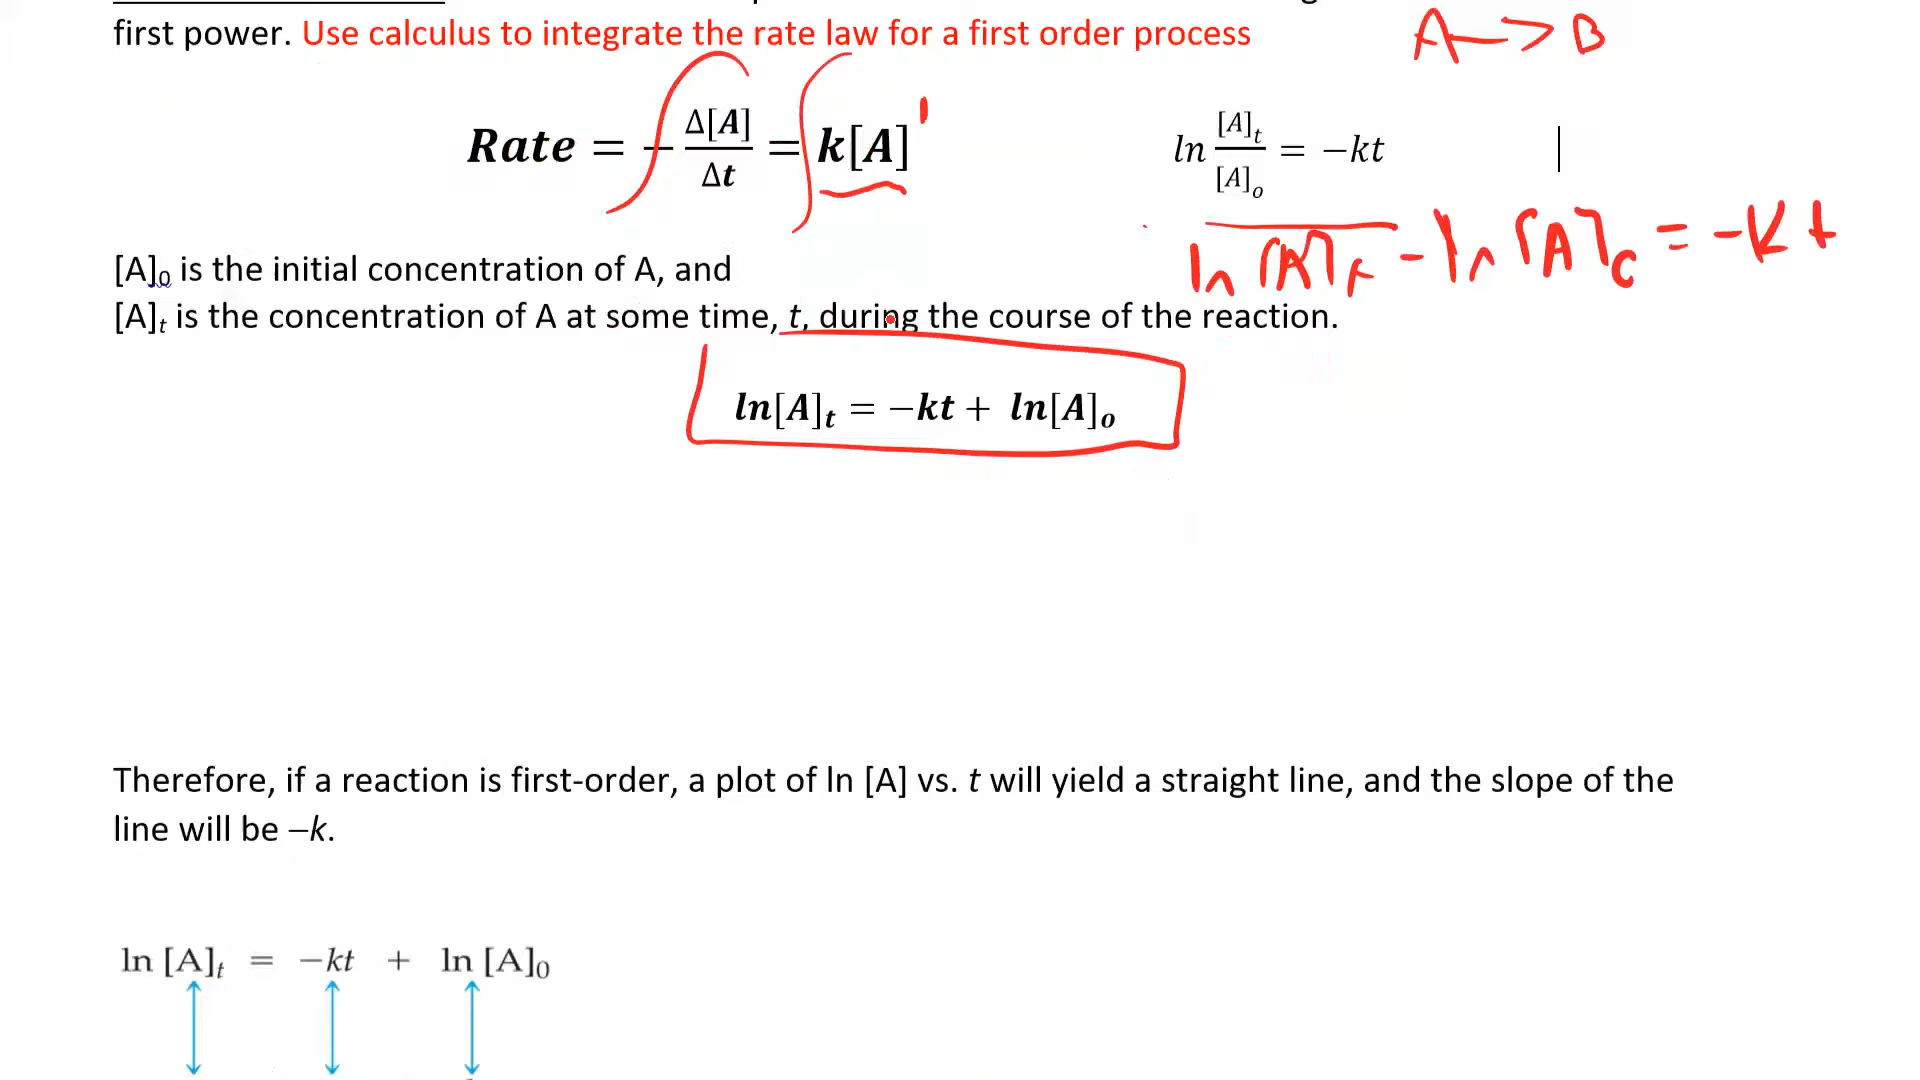 first power. Use calculus to integrate the rate law for a first order process
A → B
Rate = − Δ[A]/Δt = k[A]¹
ln [A]ₜ/[A]ₒ = −kt
ln [A]ₜ - ln [A]ₒ = -kt
[A]₀ is the initial concentration of A, and
[A]ₜ is the concentration of A at some time, t, during the course of the reaction.
ln[A]ₜ = −kt + ln[A]ₒ
Therefore, if a reaction is first-order, a plot of ln [A] vs. t will yield a straight line, and the slope of the
line will be −k.
ln [A]ₜ = −kt + ln [A]₀